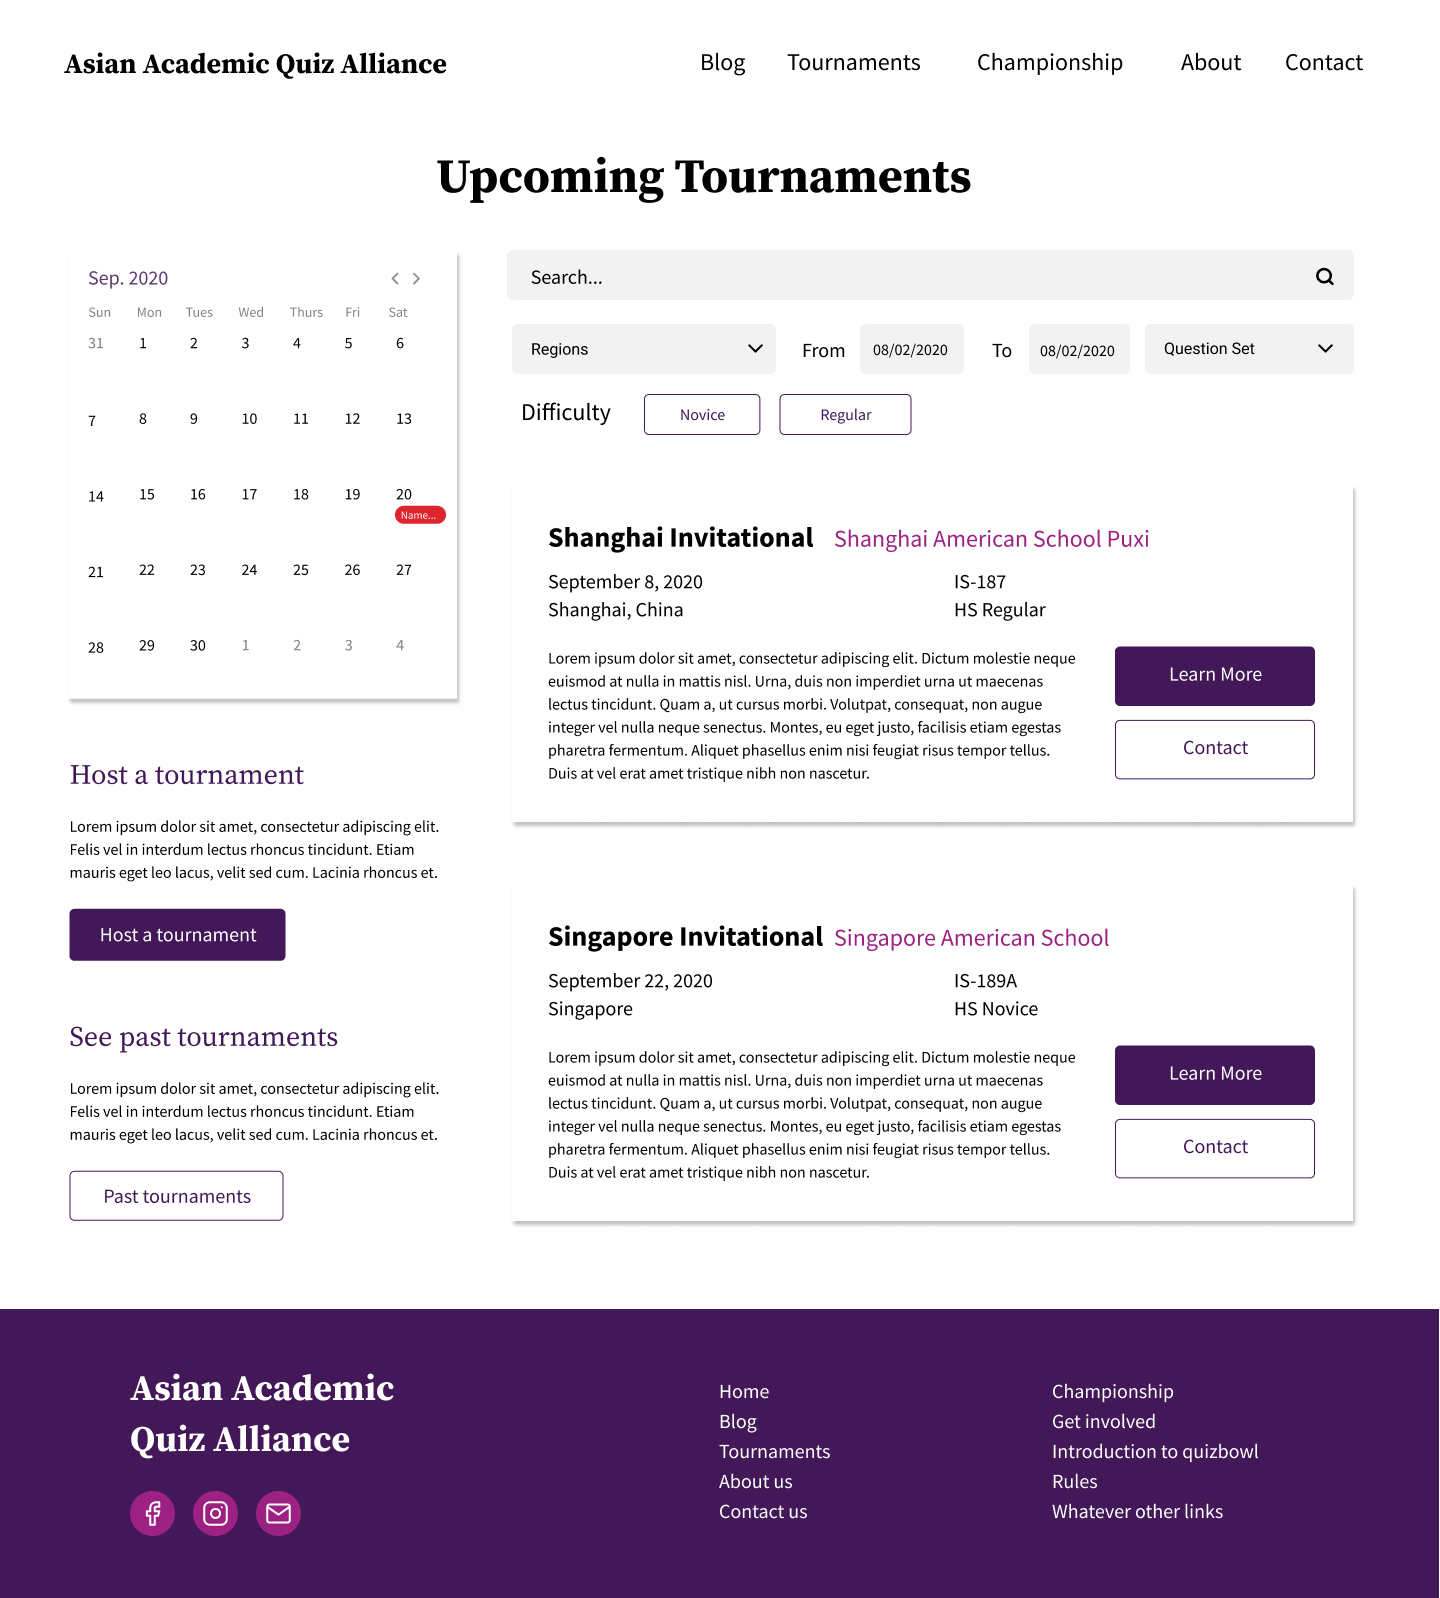 Asian Academic Quiz Alliance
Blog Tournaments Championship About Contact
Upcoming Tournaments
Sep. 2020
Sun Mon Tues Wed Thurs Fri Sat
31 1 2 3 4 5 6
7 8 9 10 11 12 13
14 15 16 17 18 19 20
Name...
21 22 23 24 25 26 27
28 29 30 1 2 3 4
Host a tournament
Lorem ipsum dolor sit amet, consectetur adipiscing elit.
Felis vel in interdum lectus rhoncus tincidunt. Etiam
mauris eget leo lacus, velit sed cum. Lacinia rhoncus et.
Host a tournament
See past tournaments
Lorem ipsum dolor sit amet, consectetur adipiscing elit.
Felis vel in interdum lectus rhoncus tincidunt. Etiam
mauris eget leo lacus, velit sed cum. Lacinia rhoncus et.
Past tournaments
Search...
Regions From 08/02/2020 To 08/02/2020 Question Set
Difficulty Novice Regular
Shanghai Invitational Shanghai American School Puxi
September 8, 2020 IS-187
Shanghai, China HS Regular
Lorem ipsum dolor sit amet, consectetur adipiscing elit. Dictum molestie neque
euismod at nulla in mattis nisl. Urna, duis non imperdiet urna ut maecenas
lectus tincidunt. Quam a, ut cursus morbi. Volutpat, consequat, non augue
integer vel nulla neque senectus. Montes, eu eget justo, facilisis etiam egestas
pharetra fermentum. Aliquet phasellus enim nisi feugiat risus tempor tellus.
Duis at vel erat amet tristique nibh non nascetur.
Learn More
Contact
Singapore Invitational Singapore American School
September 22, 2020 IS-189A
Singapore HS Novice
Lorem ipsum dolor sit amet, consectetur adipiscing elit. Dictum molestie neque
euismod at nulla in mattis nisl. Urna, duis non imperdiet urna ut maecenas
lectus tincidunt. Quam a, ut cursus morbi. Volutpat, consequat, non augue
integer vel nulla neque senectus. Montes, eu eget justo, facilisis etiam egestas
pharetra fermentum. Aliquet phasellus enim nisi feugiat risus tempor tellus.
Duis at vel erat amet tristique nibh non nascetur.
Learn More
Contact
Asian Academic
Quiz Alliance
Home
Blog
Tournaments
About us
Contact us
Championship
Get involved
Introduction to quizbowl
Rules
Whatever other links